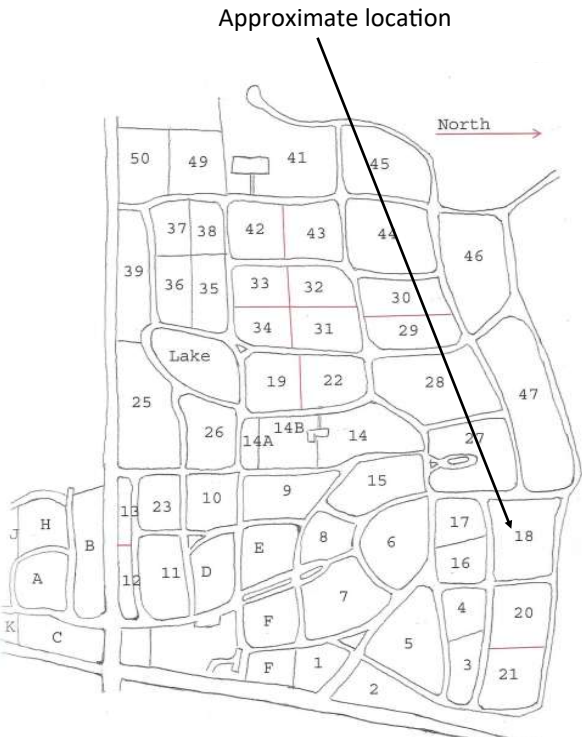 Approximate location
North
50 49 41 45
37 38 42 43 44
39 46
36 35 33 32 30
34 31 29
Lake
19 22 28 47
25
26 14A 14B 14 27
15
13 23 10 9
H J B 17 18
E 8 6
12 11 D 16
A
7 4 20
F
K C 5
F 1 3 21
2